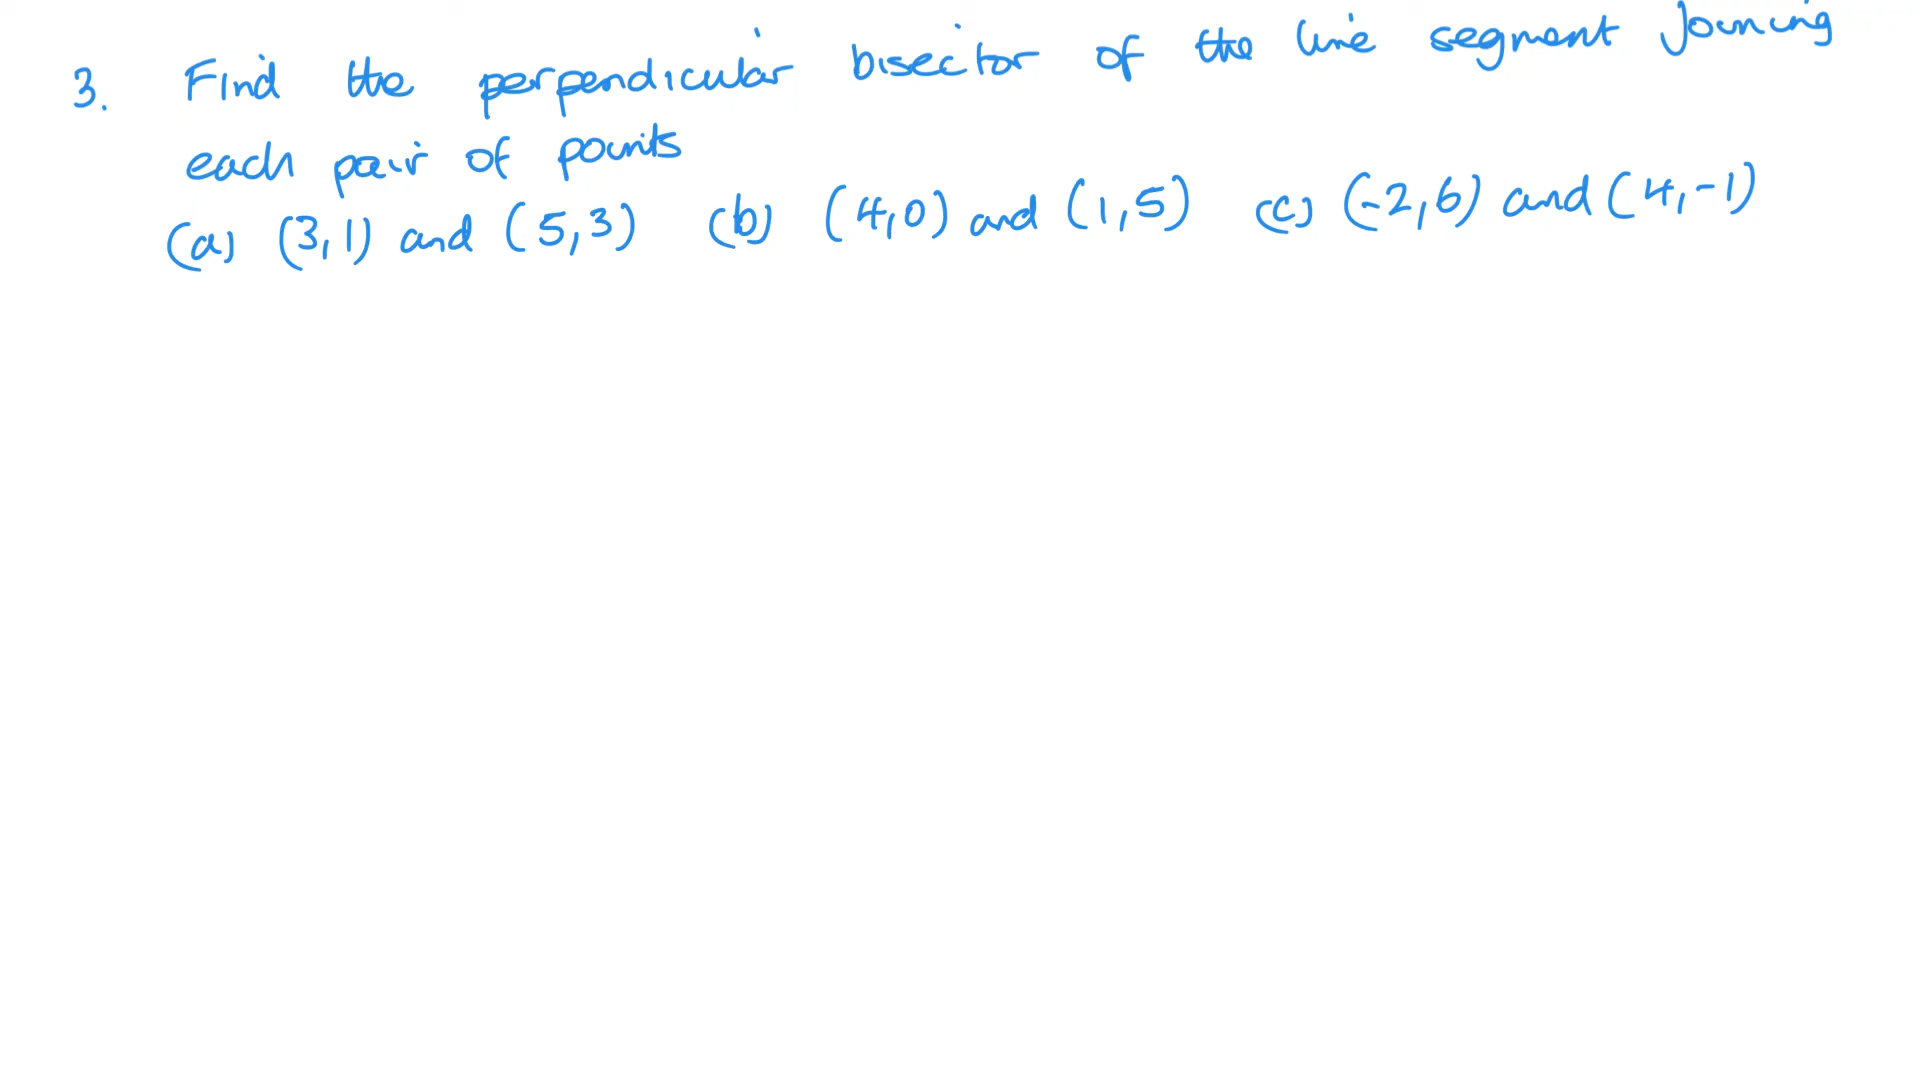 3. Find the perpendicular bisector of the line segment Joining
each pair of points
(a) (3,1) and (5,3) (b) (4,0) and (1,5) (c) (-2,6) and (4,-1)